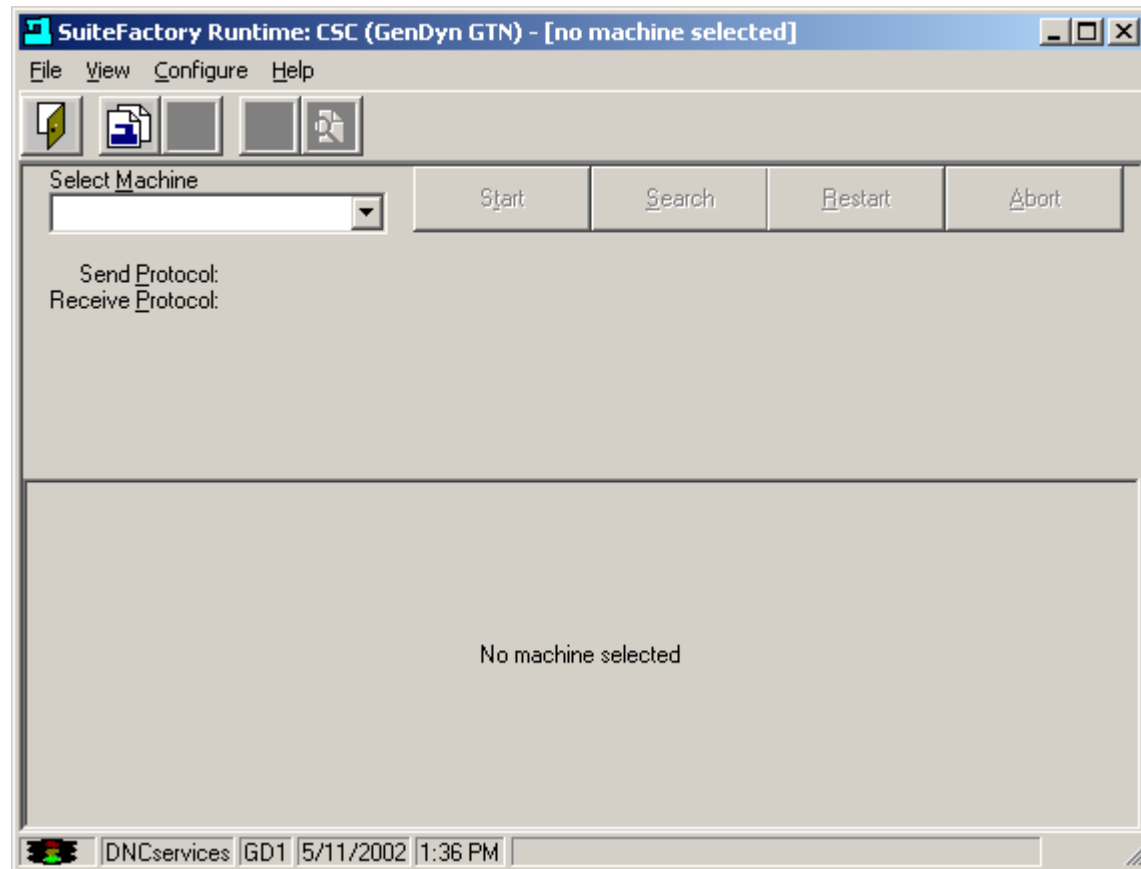 SuiteFactory Runtime: CSC (GenDyn GTN) - [no machine selected]
File View Configure Help
Select Machine
Start Search Restart Abort
Send Protocol:
Receive Protocol:
No machine selected
DNCservices GD1 5/11/2002 1:36 PM